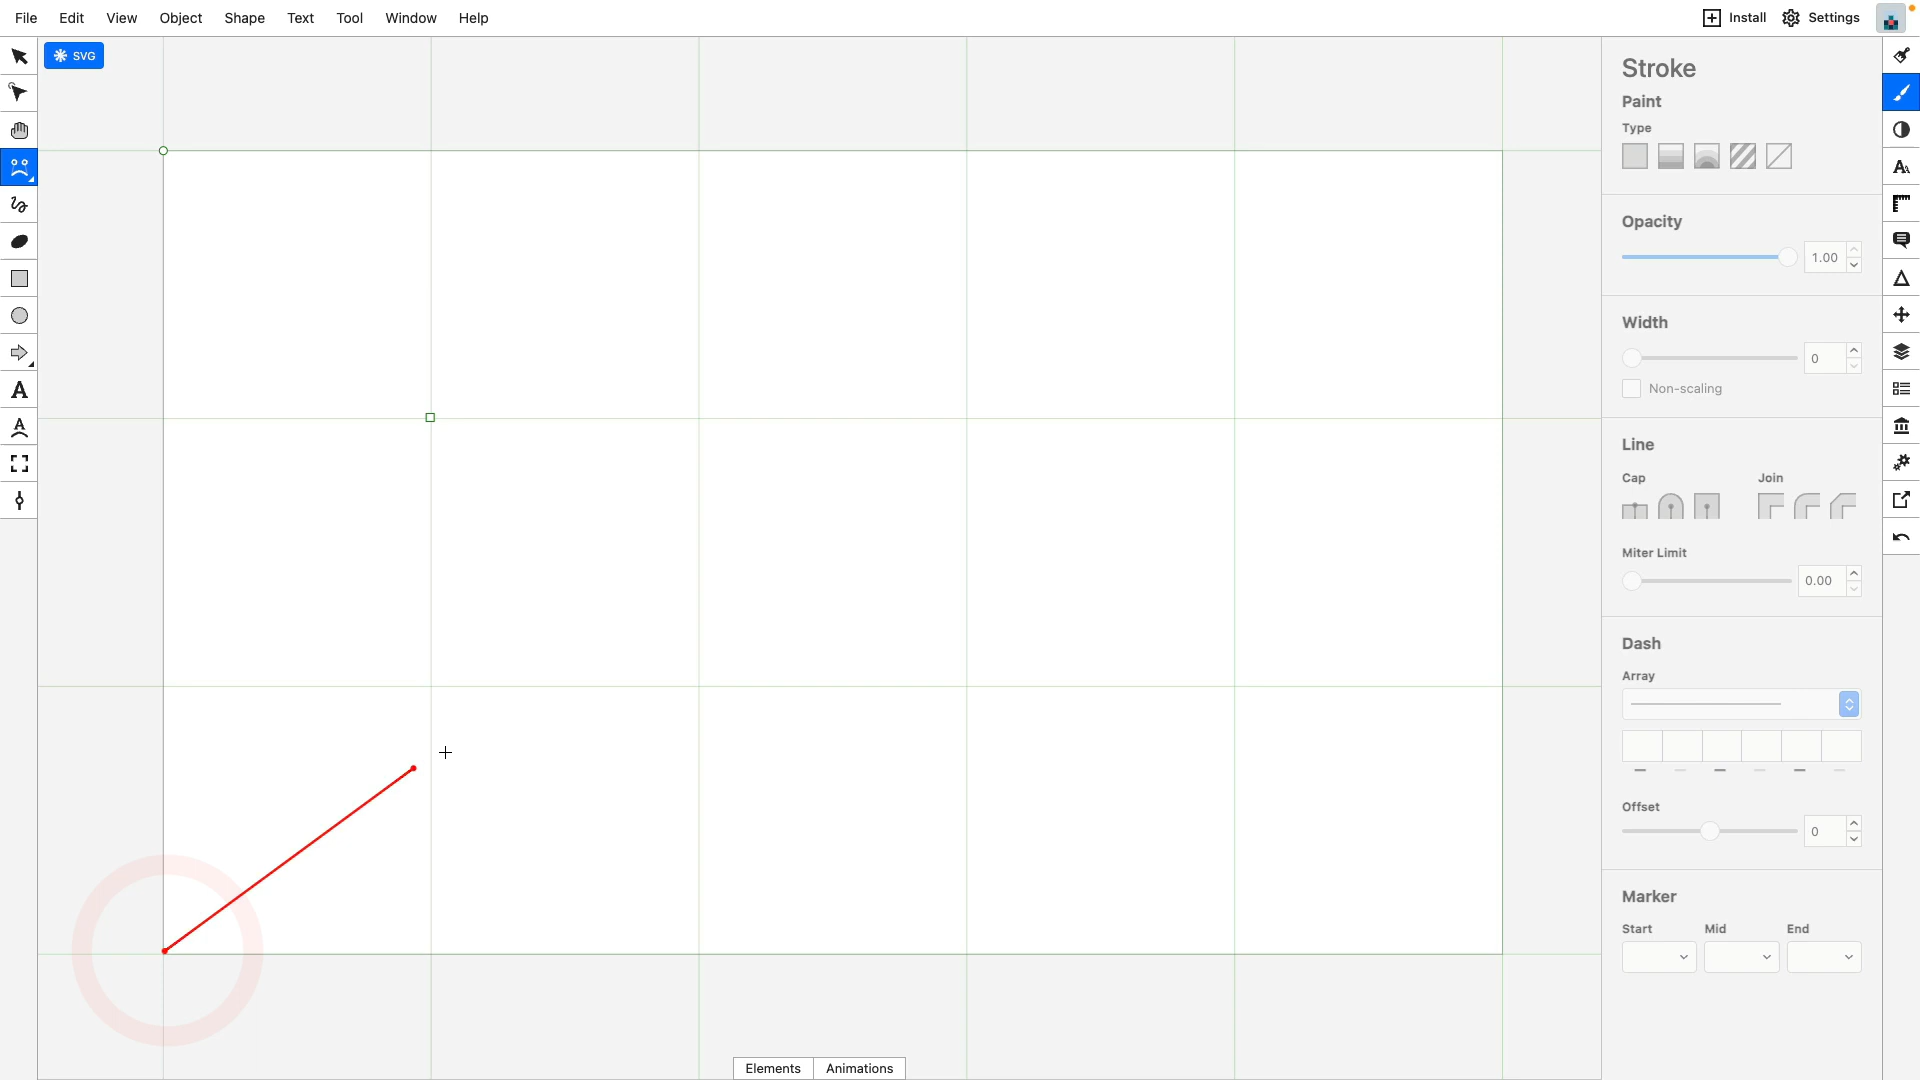 File Edit View Object Shape Text Tool Window Help Install Settings
SVG
Stroke
Paint
Type
Opacity
1.00
Width
0
Non-scaling
Line
Cap Join
Miter Limit
0.00
Dash
Array
Offset
0
Marker
Start Mid End
Elements Animations